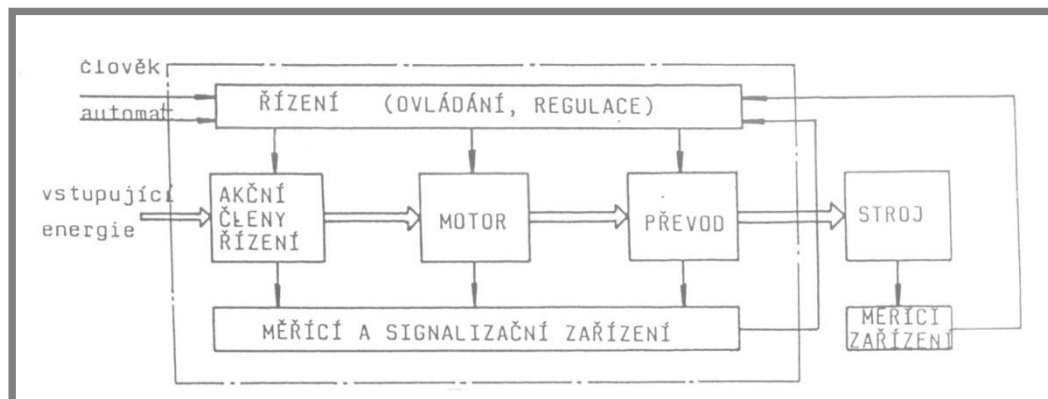 člověk
automat
ŘÍZENÍ (OVLÁDÁNÍ, REGULACE)
vstupující
energie
AKČNÍ
ČLENY
ŘÍZENÍ
MOTOR
PŘEVOD
STROJ
MĚŘÍCÍ A SIGNALIZAČNÍ ZAŘÍZENÍ
MĚŘÍCÍ
ZAŘÍZENÍ